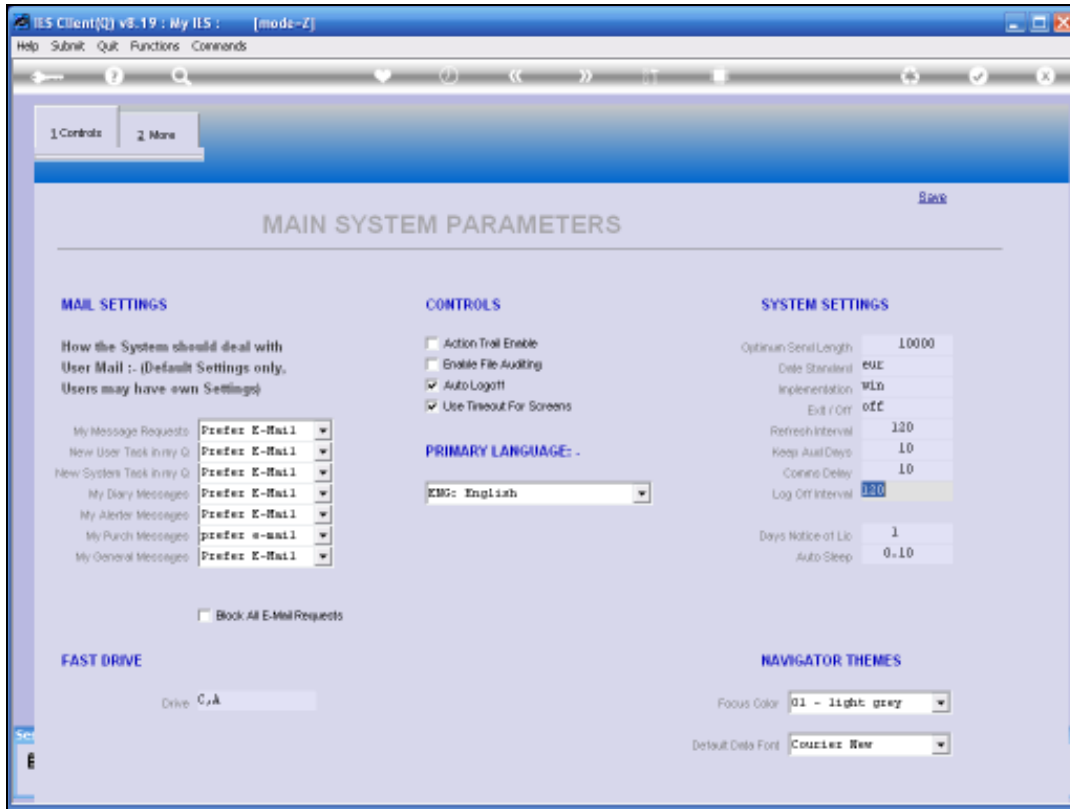 IES Client(Q) v8.19 : My IES : [mode=Z]
Help Submit Quit Functions Commands
1 Controls
2 More
Save
MAIN SYSTEM PARAMETERS
MAIL SETTINGS
How the System should deal with
User Mail :- (Default Settings only,
Users may have own Settings)
My Message Requests Prefer E-Mail
New User Task in my Q Prefer E-Mail
New System Task in my Q Prefer E-Mail
My Diary Messages Prefer E-Mail
My Alerter Messages Prefer E-Mail
My Purch Messages prefer e-mail
My General Messages Prefer E-Mail
Block All E-Mail Requests
FAST DRIVE
Drive C,A
CONTROLS
Action Trail Enable
Enable File Auditing
Auto Logoff
Use Timeout For Screens
PRIMARY LANGUAGE: -
ENG: English
SYSTEM SETTINGS
Optimum Send Length 10000
Date Standard eur
Implementation win
Exit / Off off
Refresh Interval 120
Keep Aud Days 10
Comms Delay 10
Log Off Interval 120
Days Notice of Lic 1
Auto Sleep 0.10
NAVIGATOR THEMES
Focus Color 01 - light grey
Default Data Font Courier New